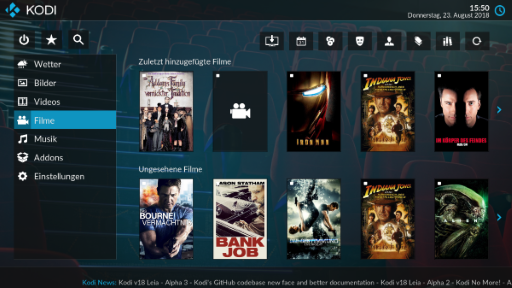 KODI
15:50
Donnerstag, 23. August 2018
Wetter
Bilder
Videos
Filme
Musik
Addons
Einstellungen
Zuletzt hinzugefügte Filme
Addams Family
verrückter Tradition
IRON MAN
INDIANA JONES
IM KÖRPER DES FEINDES
Ungesehene Filme
BOURNE
VERMÄCHTNIS
JASON STATHAM
BANK
JOB
INDIANA JONES
Kodi News: Kodi v18 Leia - Alpha 3 - Kodi's GitHub codebase new face and better documentation - Kodi v18 Leia - Alpha 2 - Kodi No More! - A